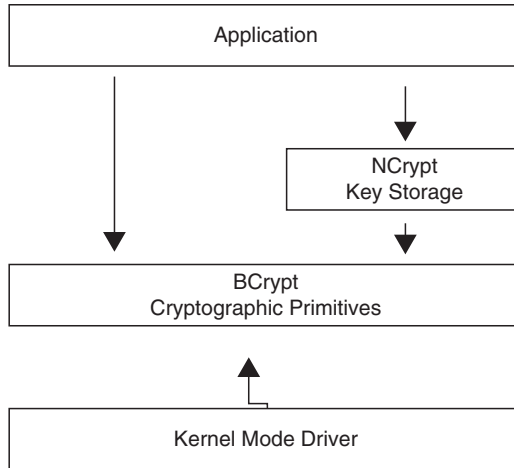 Application
NCrypt
Key Storage
BCrypt
Cryptographic Primitives
Kernel Mode Driver